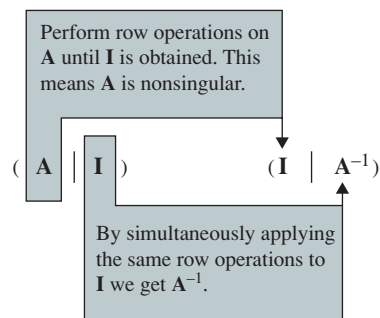 Perform row operations on
A until I is obtained. This
means A is nonsingular.
( A | I ) ( I | A⁻¹ )
By simultaneously applying
the same row operations to
I we get A⁻¹.